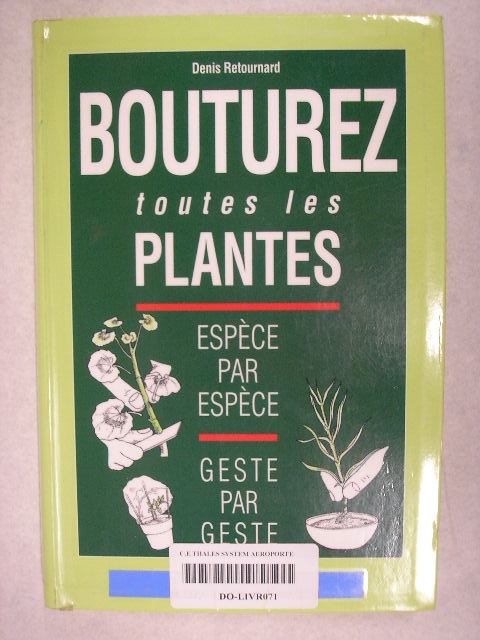 Denis Retournard
BOUTUREZ
toutes les
PLANTES
ESPÈCE
PAR
ESPÈCE
GESTE
PAR
GESTE
C.E THALES SYSTEM AEROPORTE
DO-LIVR071